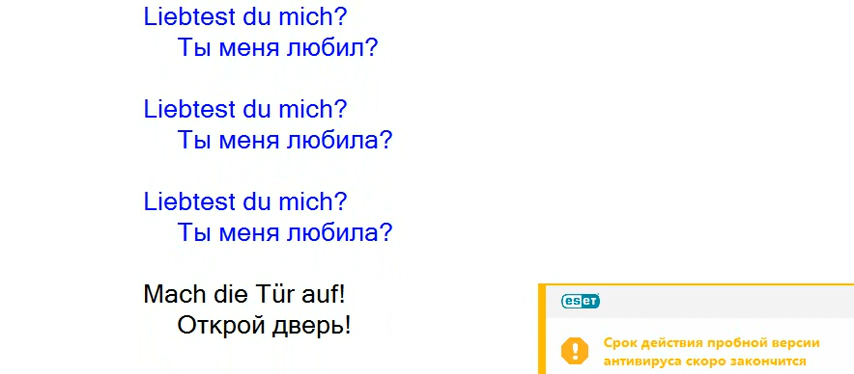 Liebtest du mich?
Ты меня любил?
Liebtest du mich?
Ты меня любила?
Liebtest du mich?
Ты меня любила?
Mach die Tür auf!
Открой дверь!
eset
Срок действия пробной версии
антивируса скоро закончится